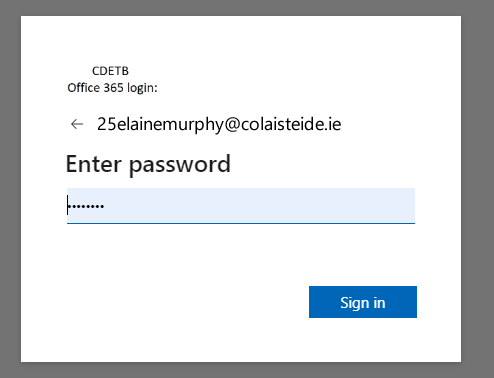 CDETB
Office 365 login:
← 25elainemurphy@colaisteide.ie
Enter password
••••••••
Sign in